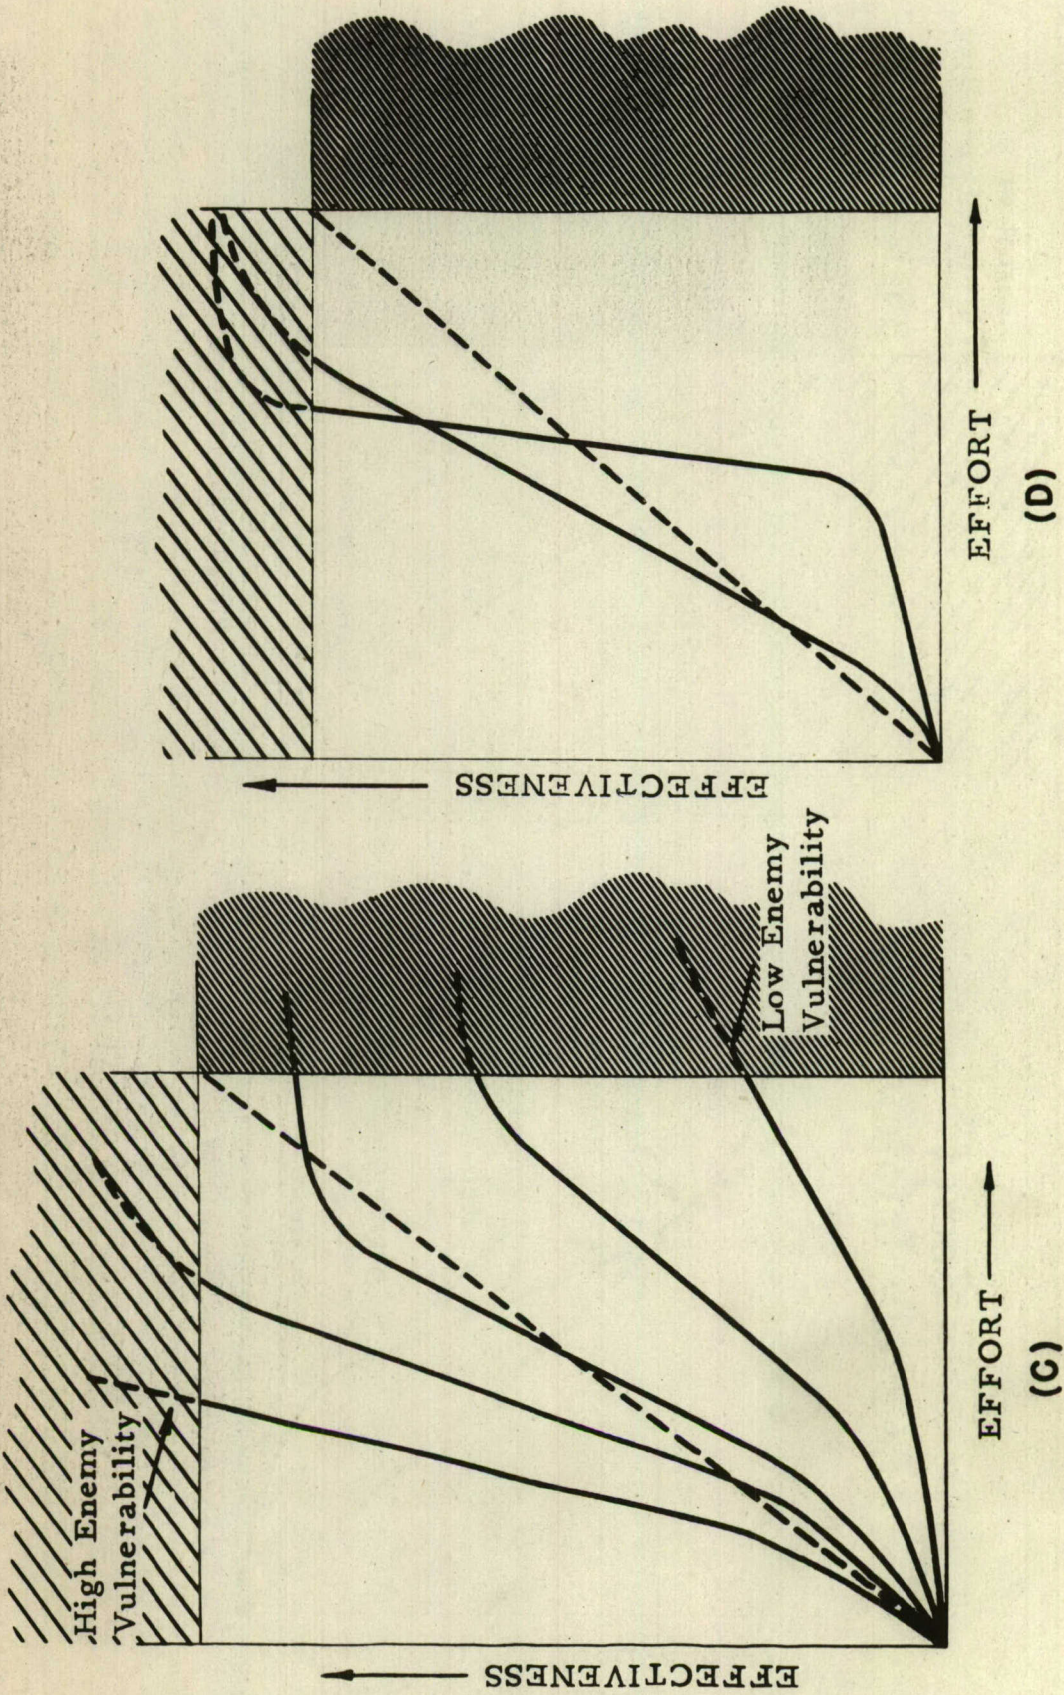 High Enemy
Vulnerability
EFFECTIVENESS
Low Enemy
Vulnerability
EFFORT
(C)
EFFECTIVENESS
EFFORT
(D)